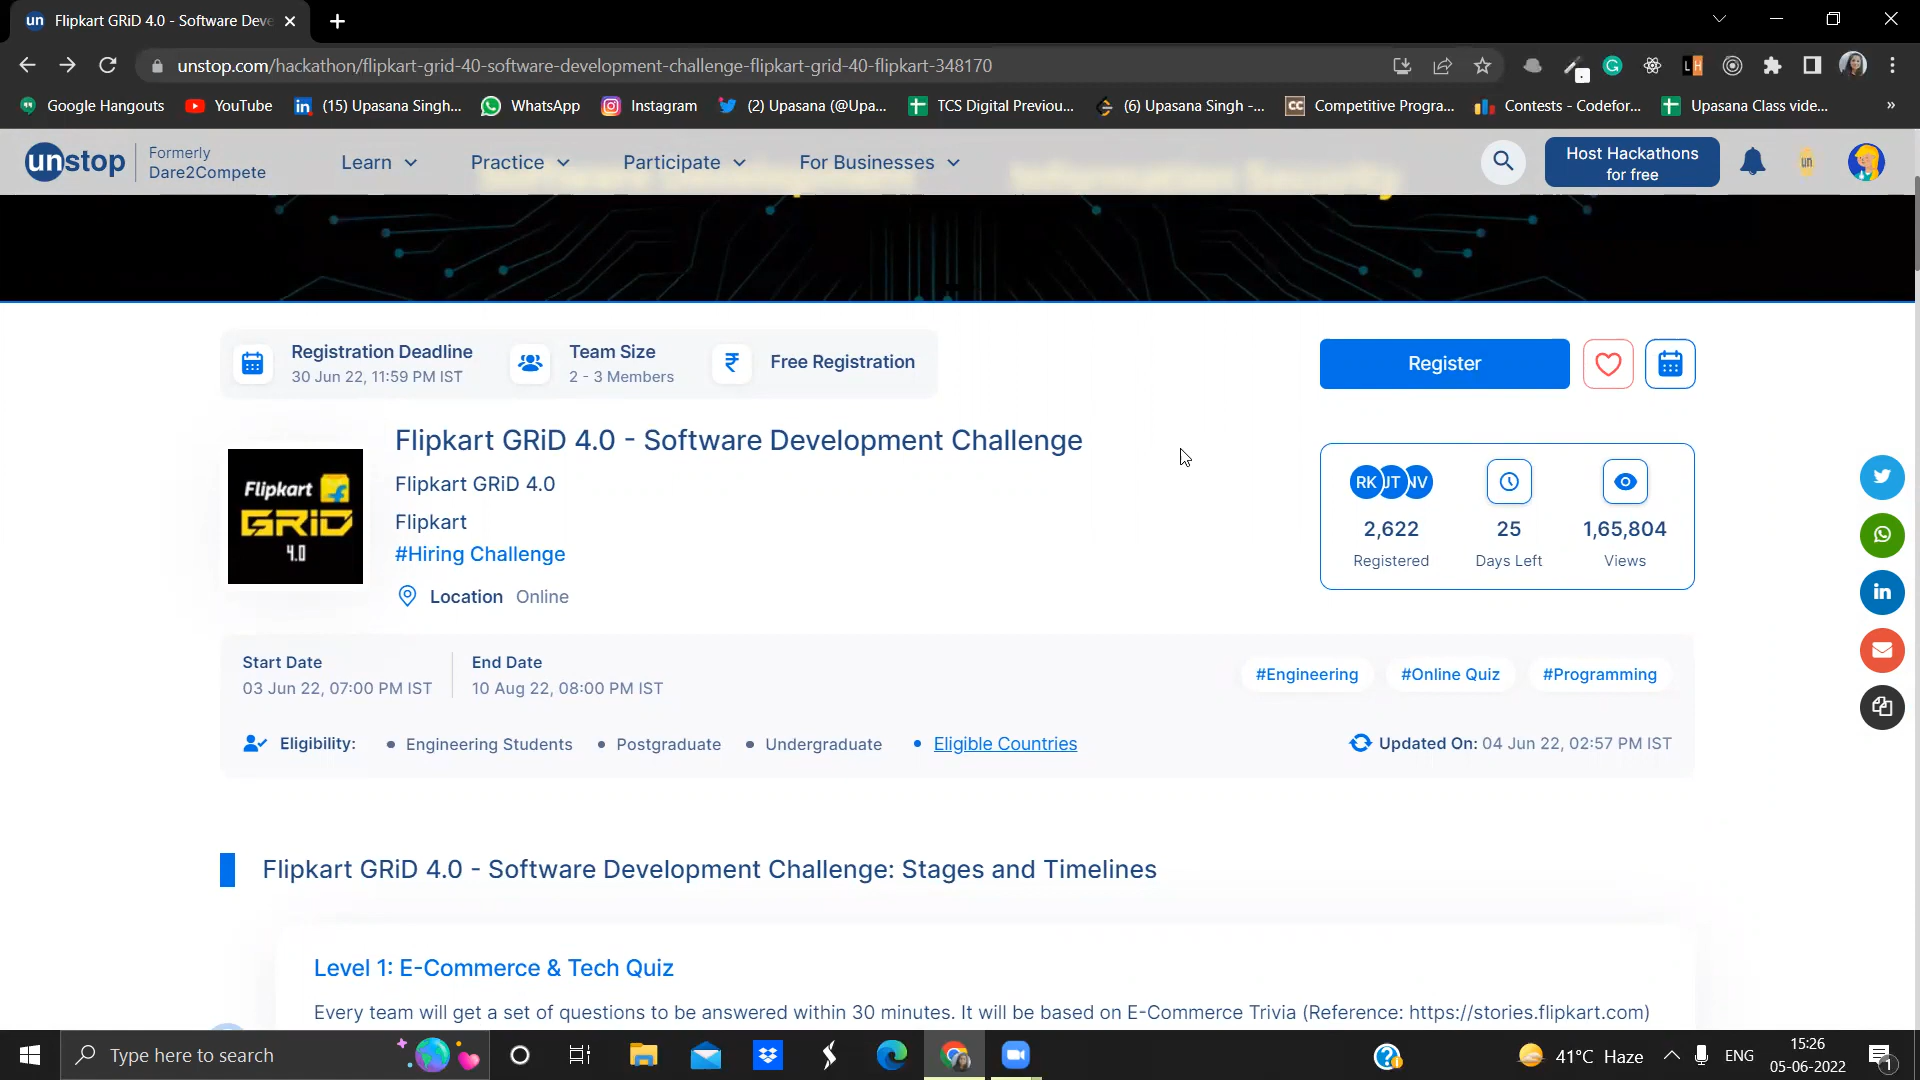 un Flipkart GRiD 4.0 - Software Deve
unstop.com/hackathon/flipkart-grid-40-software-development-challenge-flipkart-grid-40-flipkart-348170
Google Hangouts YouTube (15) Upasana Singh... WhatsApp Instagram (2) Upasana (@Upa... TCS Digital Previou... (6) Upasana Singh -... CC Competitive Progra... Contests - Codefor... Upasana Class vide... »
unstop Formerly
Dare2Compete
Learn Practice Participate For Businesses
Host Hackathons
for free
un
Information Security
Registration Deadline
30 Jun 22, 11:59 PM IST
Team Size
2 - 3 Members
₹ Free Registration
Register
Flipkart
GRiD
4.0
Flipkart GRiD 4.0 - Software Development Challenge
Flipkart GRiD 4.0
Flipkart
#Hiring Challenge
Location Online
RK JT NV
2,622 25 1,65,804
Registered Days Left Views
in
Start Date
03 Jun 22, 07:00 PM IST
End Date
10 Aug 22, 08:00 PM IST
#Engineering #Online Quiz #Programming
Eligibility: • Engineering Students • Postgraduate • Undergraduate • Eligible Countries
Updated On: 04 Jun 22, 02:57 PM IST
Flipkart GRiD 4.0 - Software Development Challenge: Stages and Timelines
Level 1: E-Commerce & Tech Quiz
Every team will get a set of questions to be answered within 30 minutes. It will be based on E-Commerce Trivia (Reference: https://stories.flipkart.com)
Type here to search
41°C Haze
ENG
15:26
05-06-2022
1